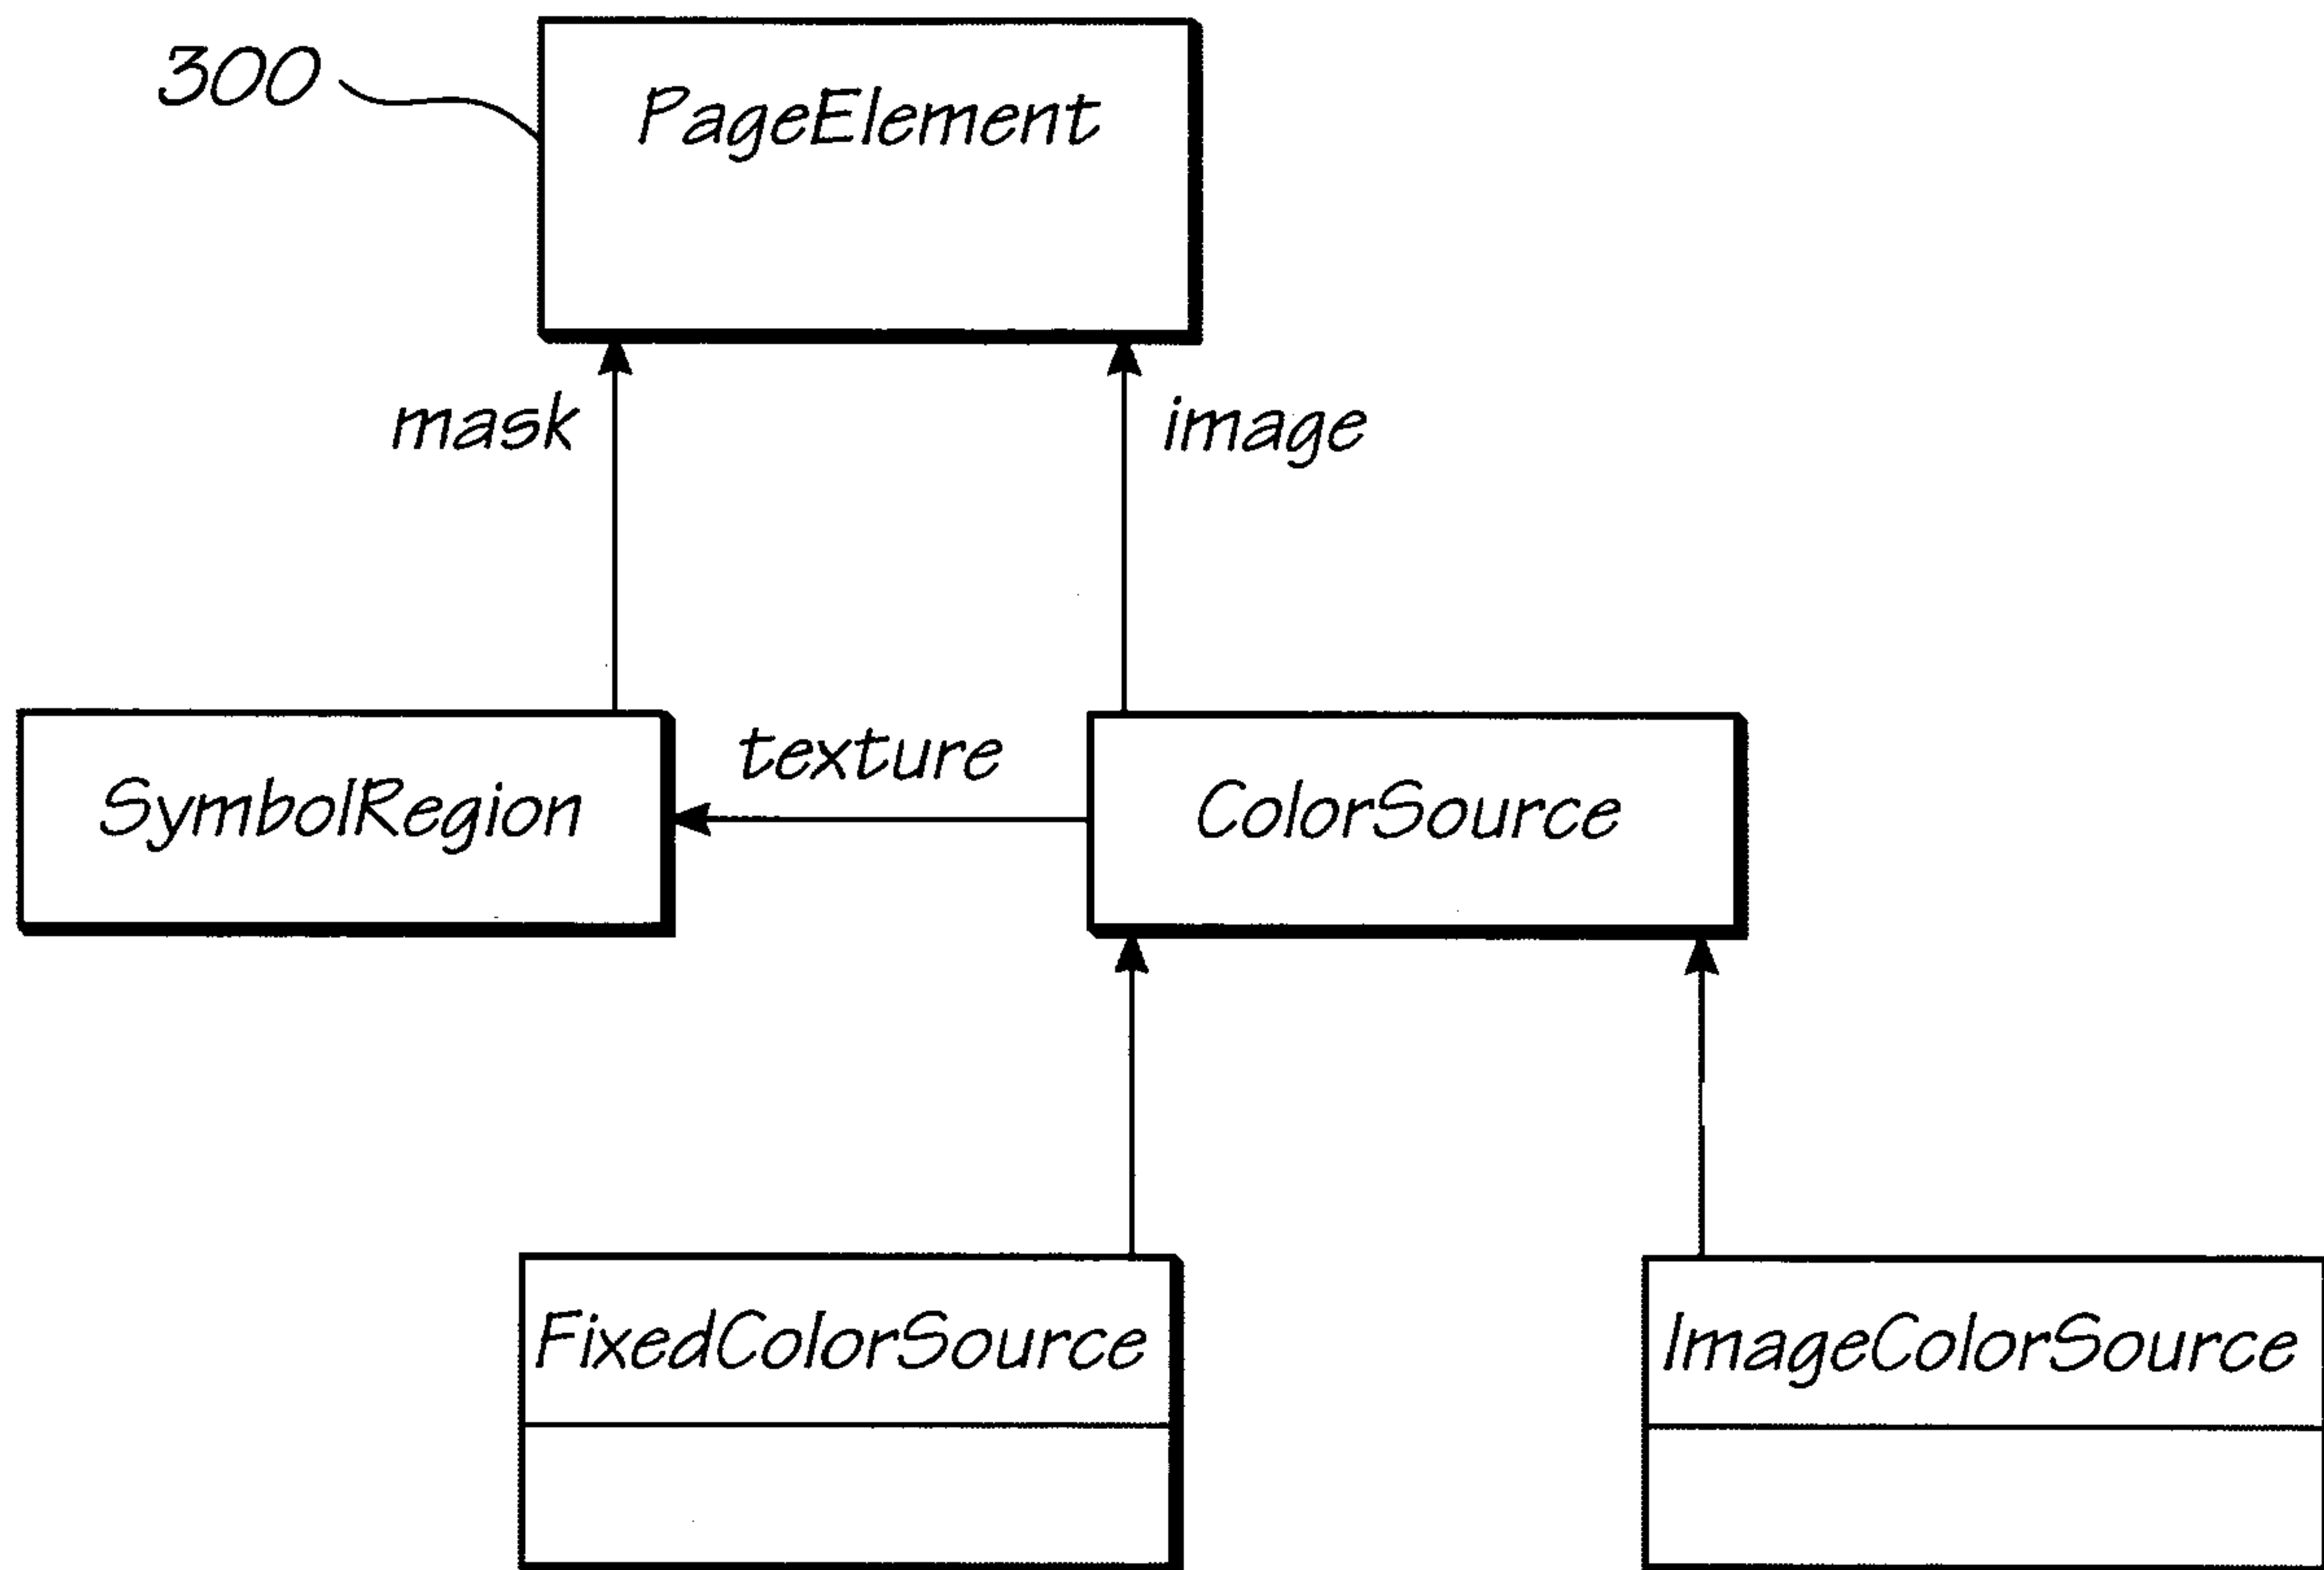 300
PageElement
mask
image
SymbolRegion
texture
ColorSource
FixedColorSource
ImageColorSource